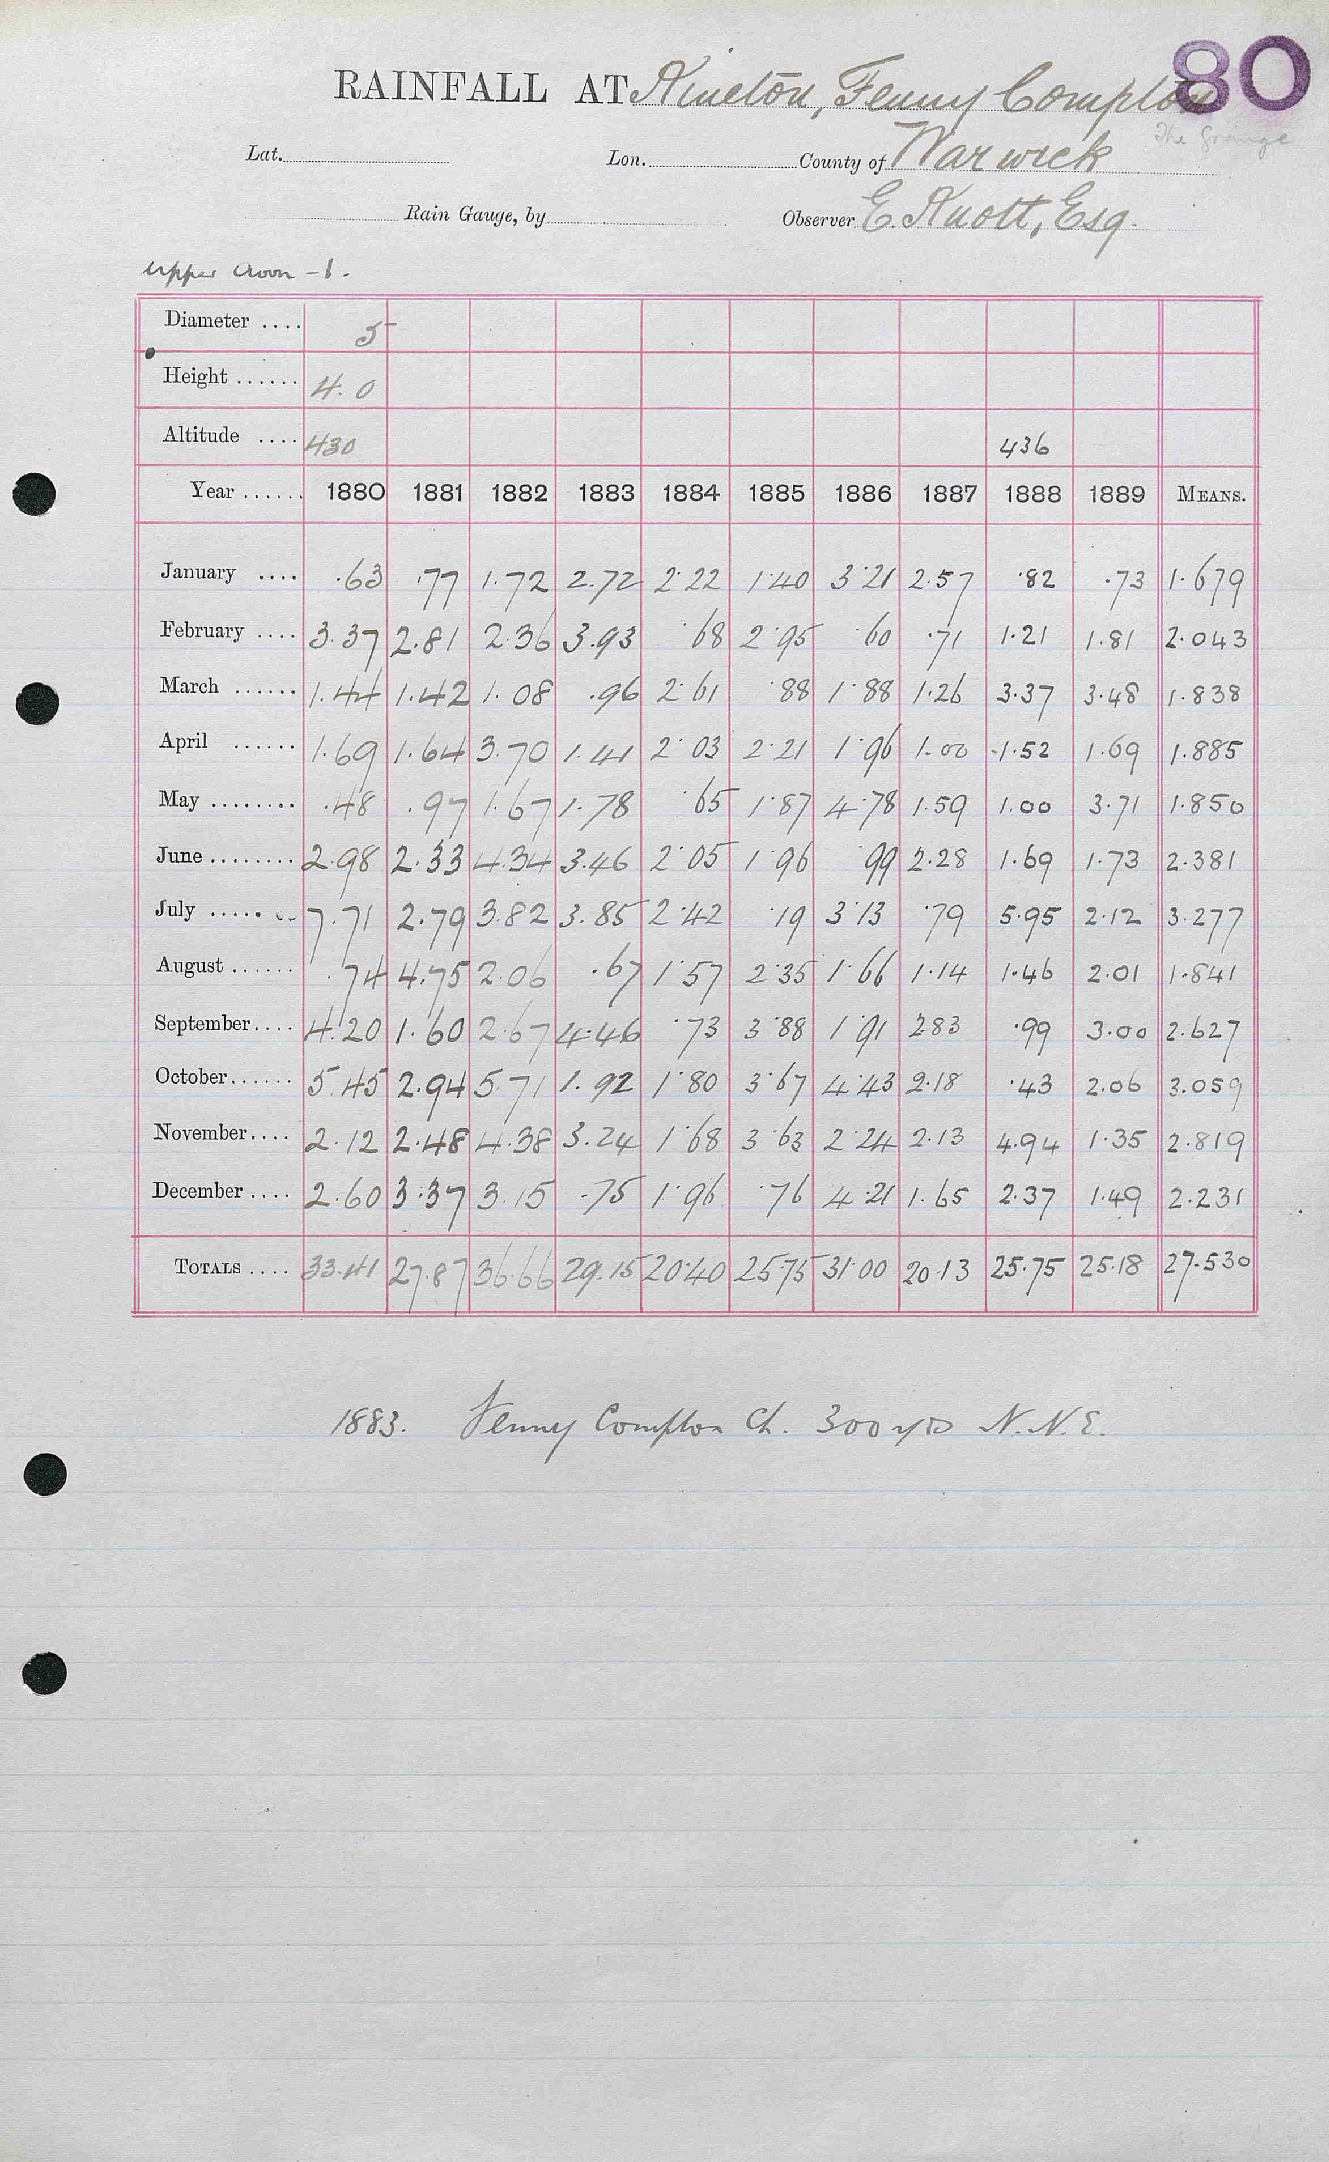 80
RAINFALL AT Kineton, Fenny Compton
The Grange
Lat. Lon. County of Warwick
Rain Gauge, by Observer E. Knott, Esq.
Upper Avon - 1.
Diameter .... 5
Height ...... 4.0
Altitude .... 430 436
Year ...... 1880 1881 1882 1883 1884 1885 1886 1887 1888 1889 MEANS.
January .... .63 .77 1.72 2.72 2.22 1.40 3.21 2.57 .82 .73 1.679
February .... 3.37 2.81 2.36 3.93 .68 2.95 .60 .71 1.21 1.81 2.043
March ...... 1.44 1.42 1.08 .96 2.61 .88 1.88 1.26 3.37 3.48 1.838
April ...... 1.69 1.64 3.70 1.41 2.03 2.21 1.96 1.00 1.52 1.69 1.885
May ........ .48 .97 1.67 1.78 .65 1.87 4.78 1.59 1.00 3.71 1.850
June ........ 2.98 2.33 4.34 3.46 2.05 1.96 .99 2.28 1.69 1.73 2.381
July ...... 7.71 2.79 3.82 3.85 2.42 .19 3.13 .79 5.95 2.12 3.277
August ...... .74 4.75 2.06 .67 1.57 2.35 1.66 1.14 1.46 2.01 1.841
September.... 4.20 1.60 2.67 4.46 .73 3.88 1.91 2.83 .99 3.00 2.627
October...... 5.45 2.94 5.71 1.92 1.80 3.67 4.43 2.18 .43 2.06 3.059
November.... 2.12 2.48 4.38 3.24 1.68 3.63 2.24 2.13 4.94 1.35 2.819
December .... 2.60 3.37 3.15 .75 1.96 .76 4.21 1.65 2.37 1.49 2.231
TOTALS .... 33.41 27.87 36.66 29.15 20.40 25.75 31.00 20.13 25.75 25.18 27.530
1883. Fenny Compton Ch. 300 yds N.N.E.